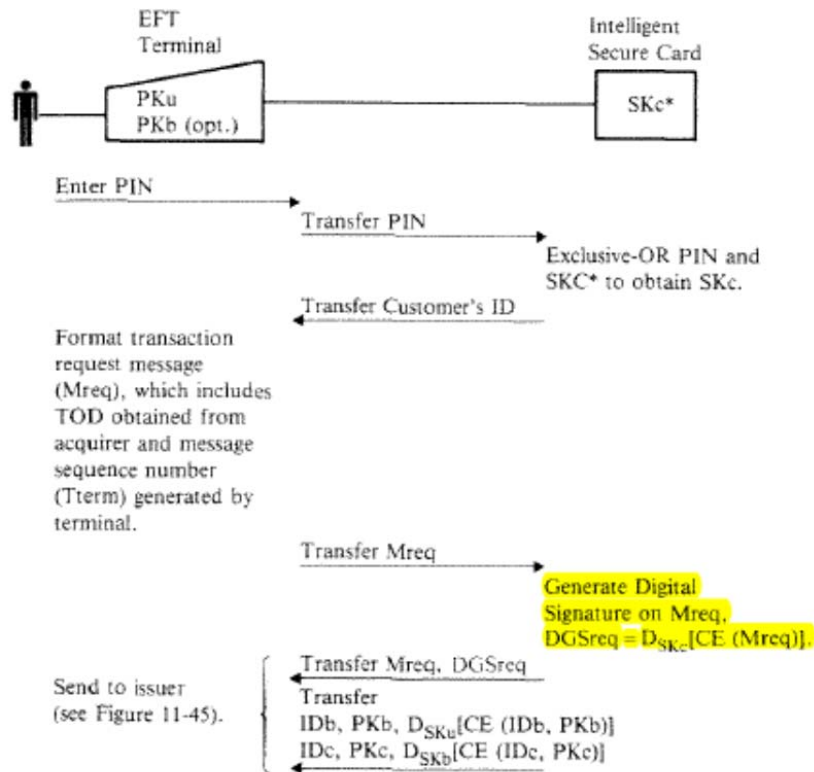 EFT
Terminal
Intelligent
Secure Card
PKu
PKb (opt.)
SKc*
Enter PIN
Transfer PIN
Exclusive-OR PIN and
SKC* to obtain SKc.
Transfer Customer's ID
Format transaction
request message
(Mreq), which includes
TOD obtained from
acquirer and message
sequence number
(Tterm) generated by
terminal.
Transfer Mreq
Generate Digital
Signature on Mreq,
DGSreq = D_SKc[CE (Mreq)].
Transfer Mreq, DGSreq
Send to issuer
(see Figure 11-45).
Transfer
IDb, PKb, D_SKu[CE (IDb, PKb)]
IDc, PKc, D_SKb[CE (IDc, PKc)]